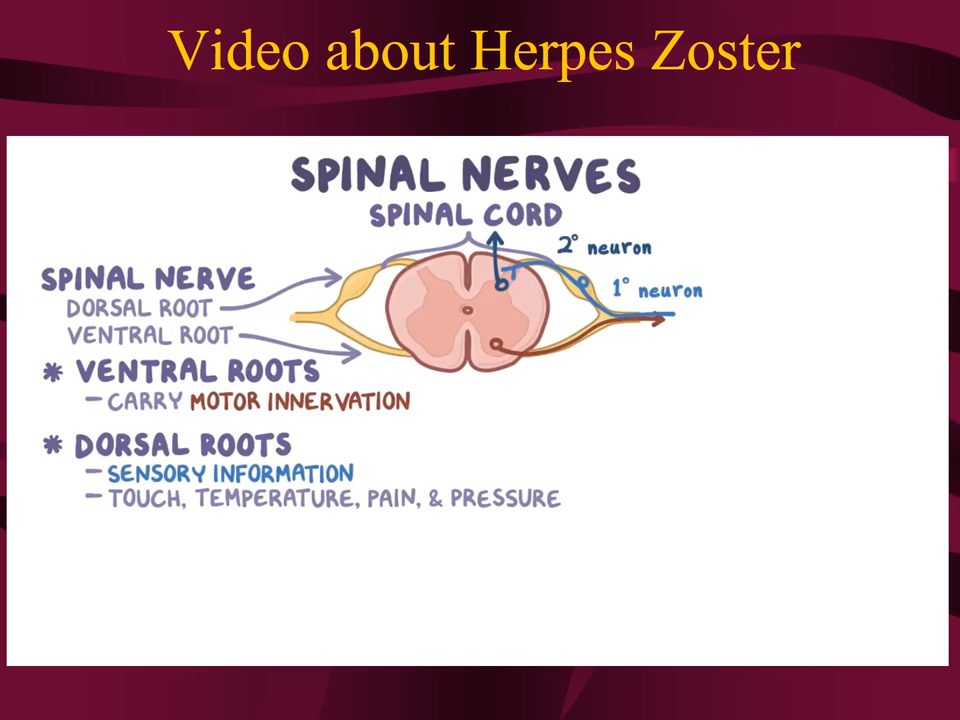 Video about Herpes Zoster
SPINAL NERVES
SPINAL CORD
2° neuron
1° neuron
SPINAL NERVE
DORSAL ROOT
VENTRAL ROOT
* VENTRAL ROOTS
- CARRY MOTOR INNERVATION
* DORSAL ROOTS
- SENSORY INFORMATION
- TOUCH, TEMPERATURE, PAIN, & PRESSURE